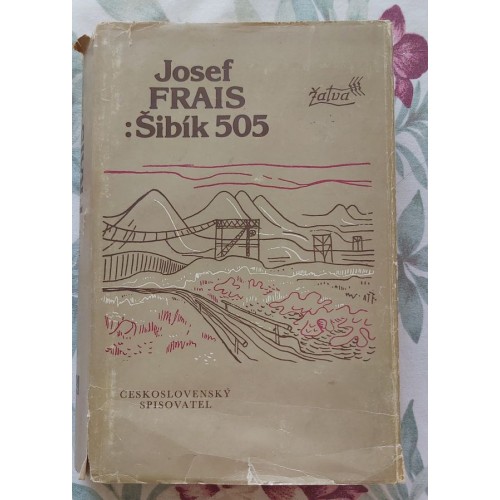 Josef
FRAIS
:Šibík 505
žatva
ČESKOSLOVENSKÝ
SPISOVATEL